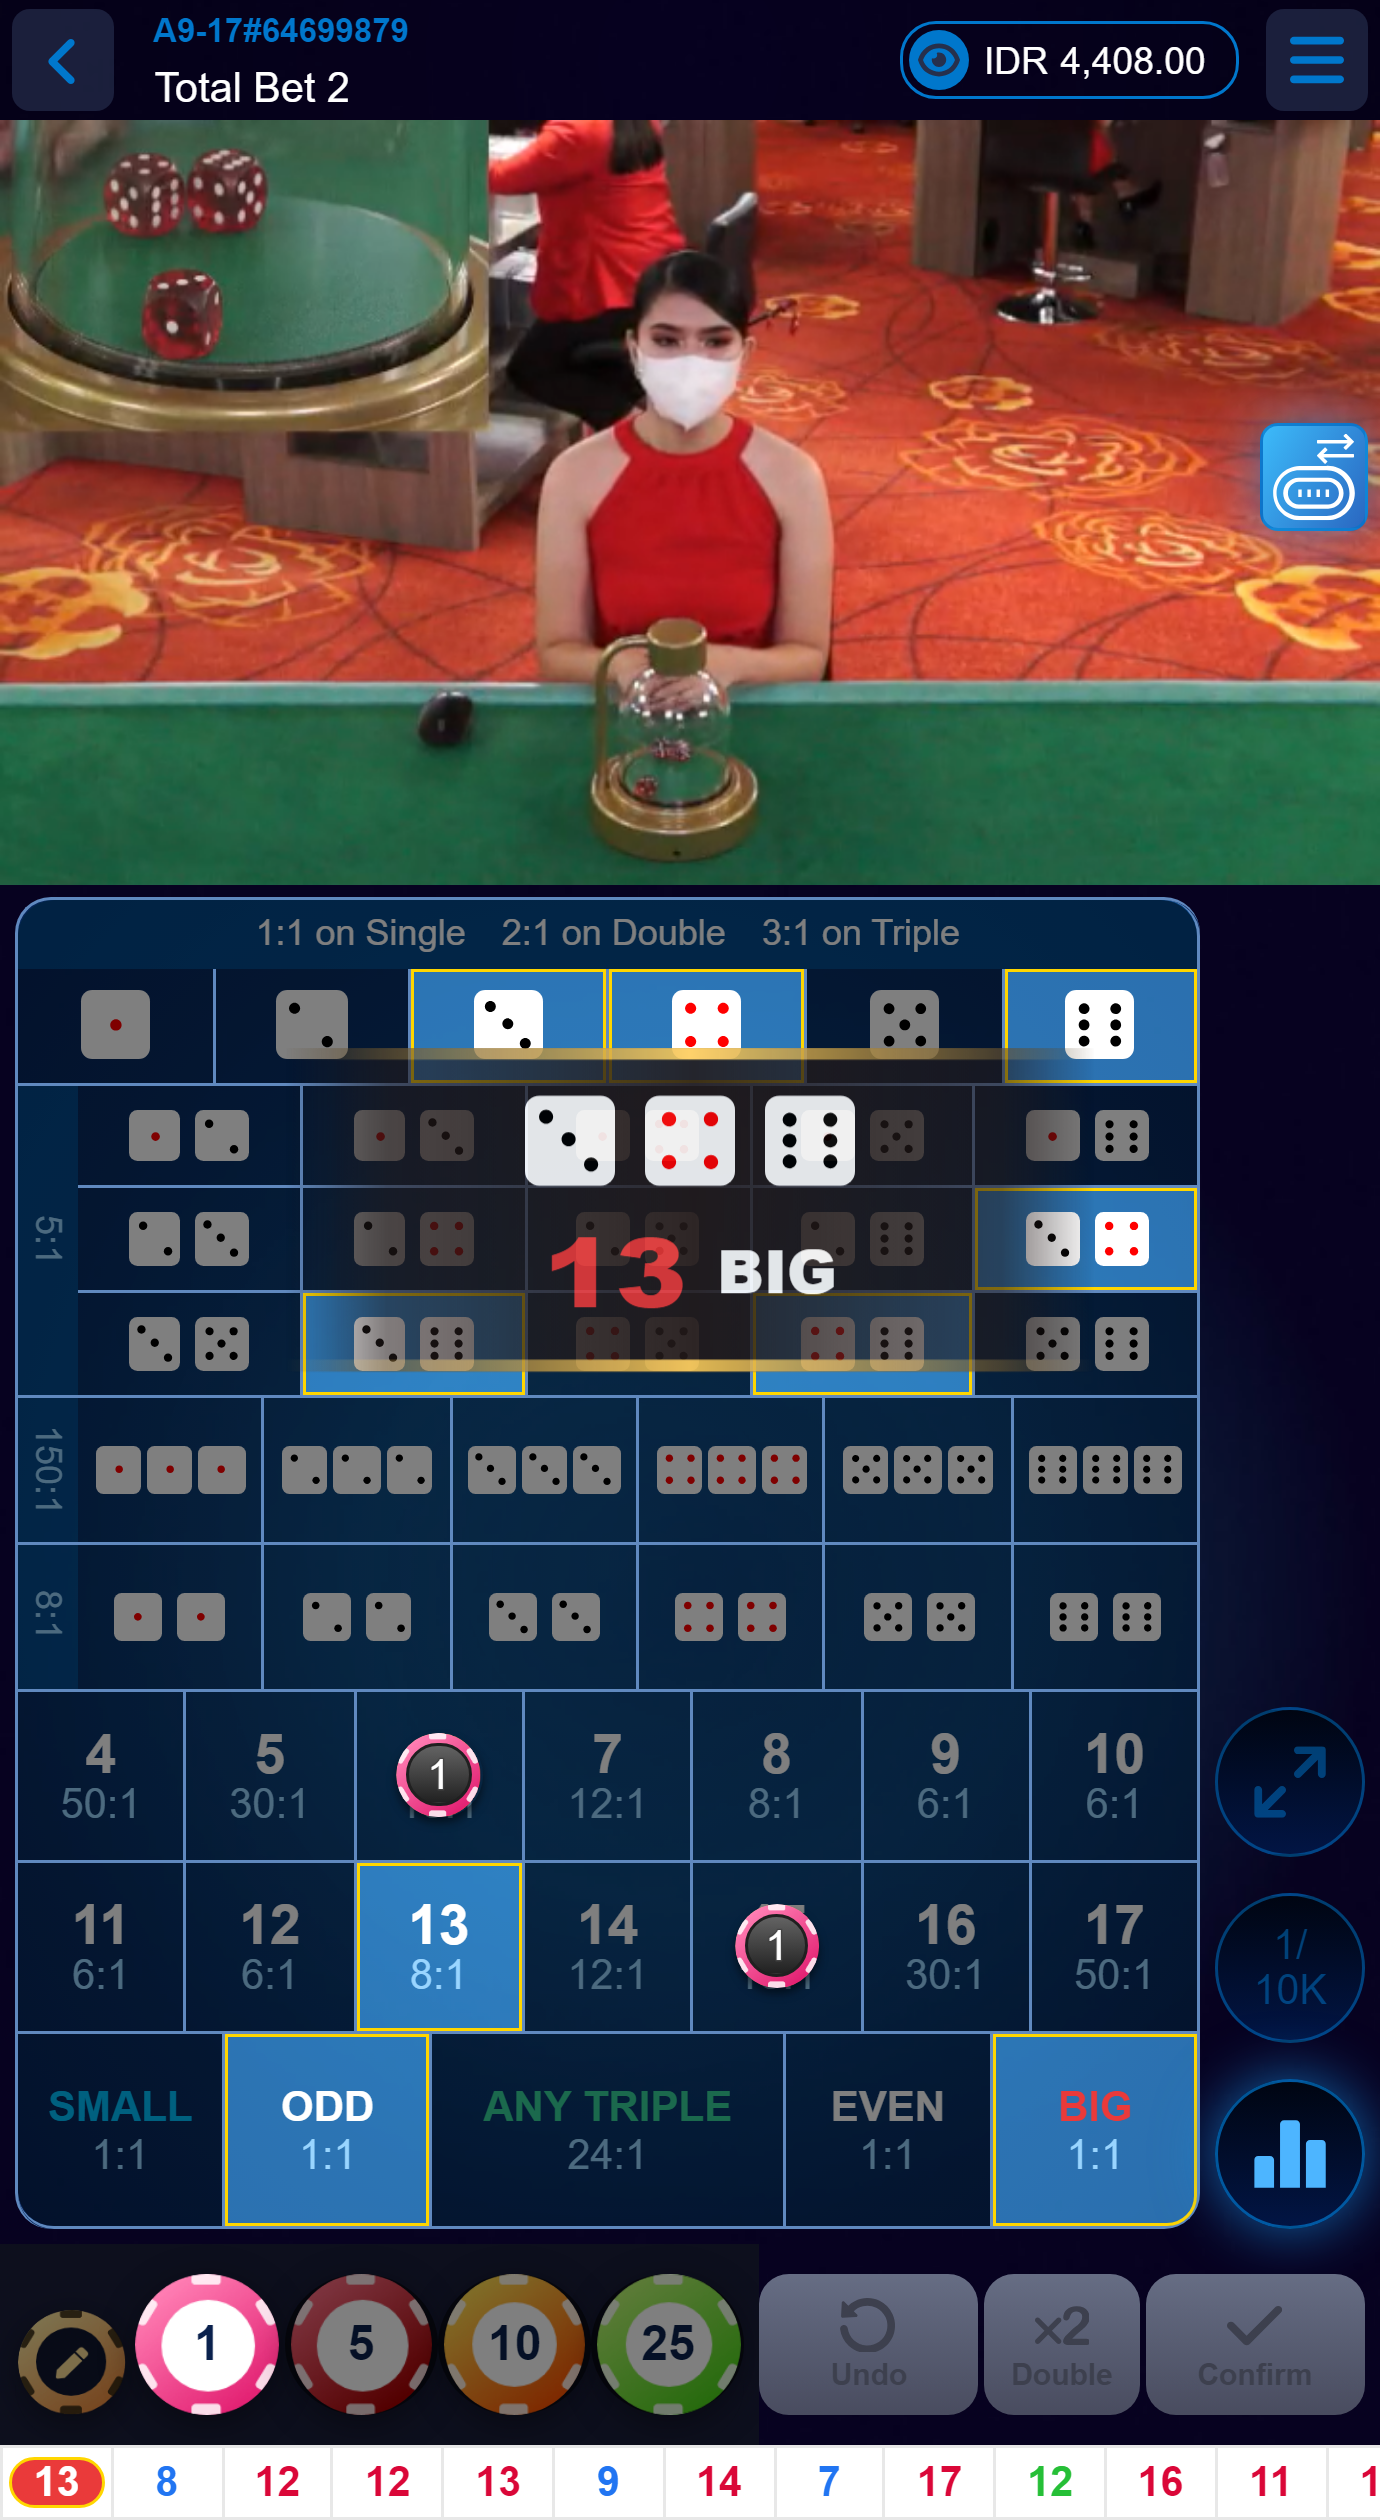 A9-17#64699879
Total Bet 2
IDR 4,408.00
1:1 on Single 2:1 on Double 3:1 on Triple
5:1
13 BIG
150:1
8:1
4 5 1 7 8 9 10
50:1 30:1 12:1 8:1 6:1 6:1
11 12 13 14 1 16 17
6:1 6:1 8:1 12:1 30:1 50:1
SMALL ODD ANY TRIPLE EVEN BIG
1:1 1:1 24:1 1:1 1:1
1/
10K
1 5 10 25
x2
Undo Double Confirm
13 8 12 12 13 9 14 7 17 12 16 11